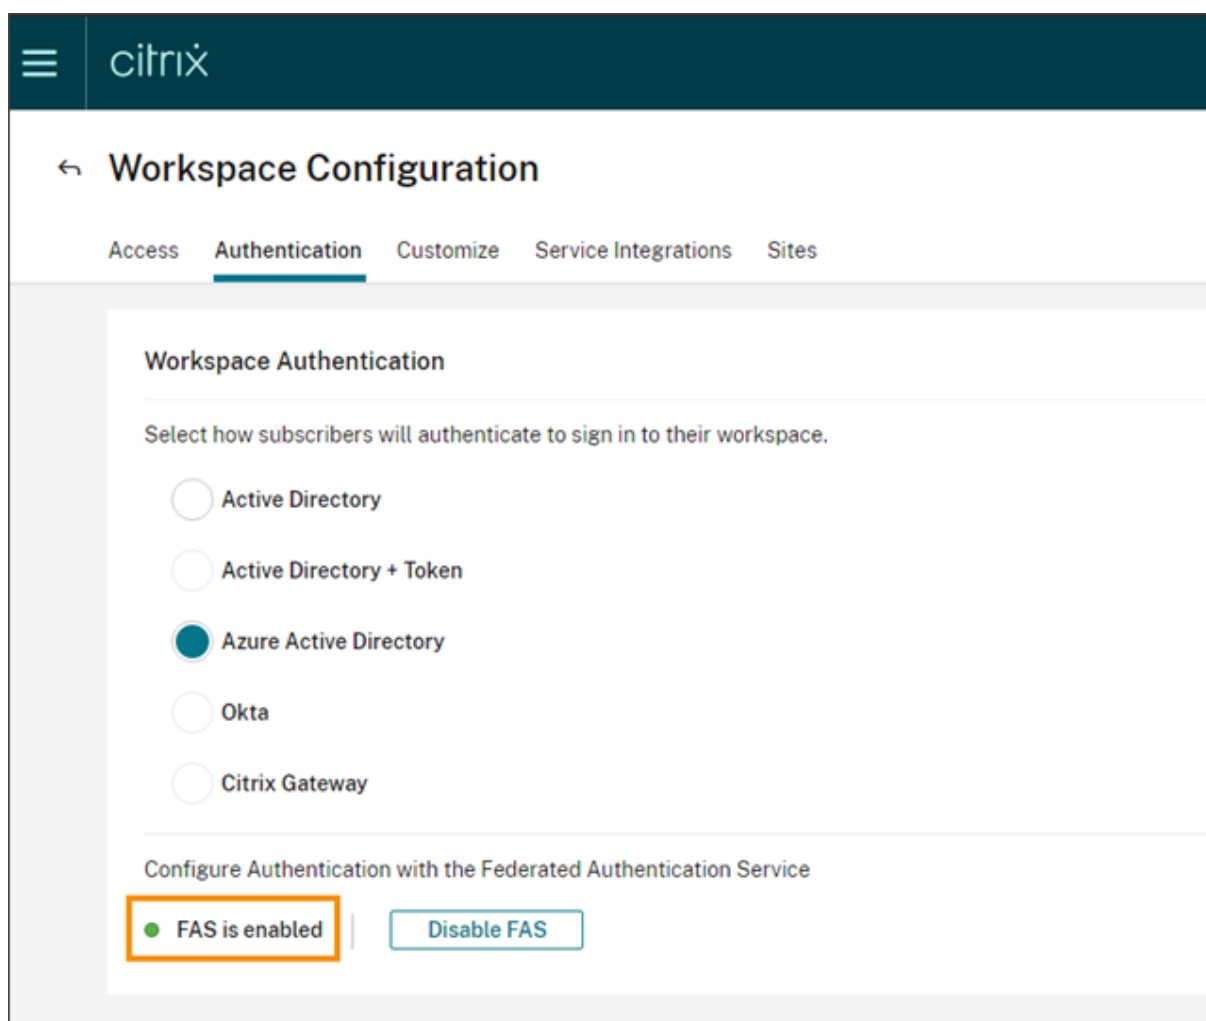 citrix
Workspace Configuration
Access Authentication Customize Service Integrations Sites
Workspace Authentication
Select how subscribers will authenticate to sign in to their workspace.
Active Directory
Active Directory + Token
Azure Active Directory
Okta
Citrix Gateway
Configure Authentication with the Federated Authentication Service
FAS is enabled Disable FAS